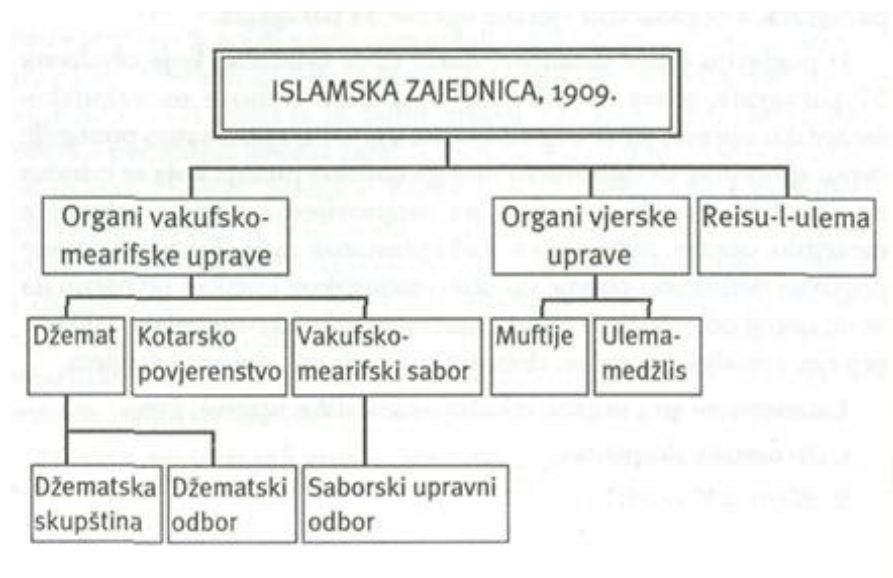 ISLAMSKA ZAJEDNICA, 1909.
Organi vakufsko-
mearifske uprave
Organi vjerske
uprave
Reisu-l-ulema
Džemat
Kotarsko
povjerenstvo
Vakufsko-
mearifski sabor
Muftije
Ulema-
medžlis
Džematska
skupština
Džematski
odbor
Saborski upravni
odbor